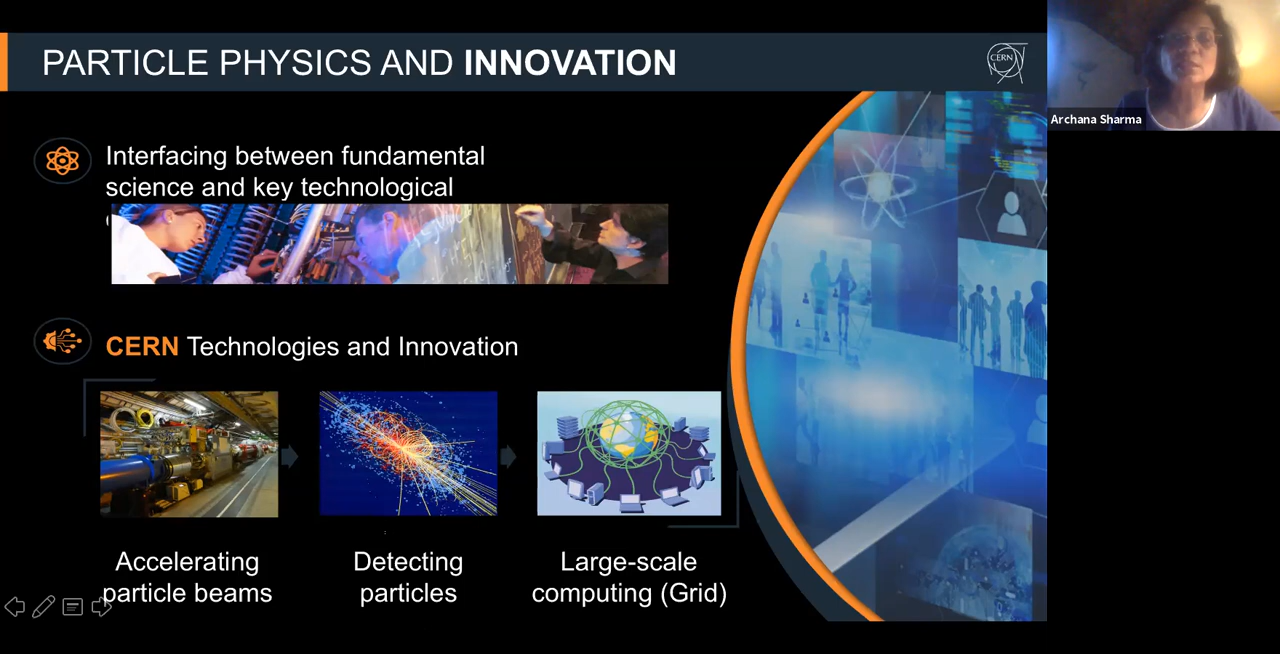 PARTICLE PHYSICS AND INNOVATION
CERN
Archana Sharma
Interfacing between fundamental
science and key technological
CERN Technologies and Innovation
Accelerating
particle beams
Detecting
particles
Large-scale
computing (Grid)